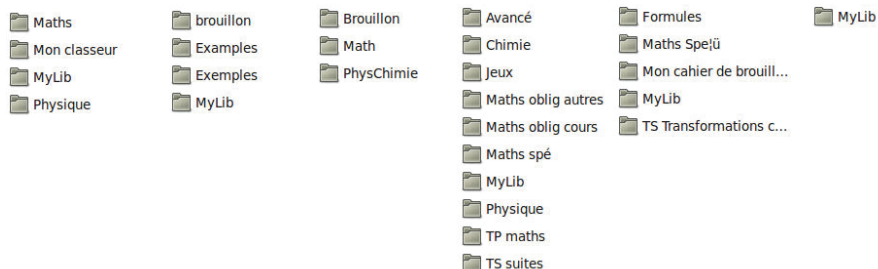 Maths
Mon classeur
MyLib
Physique
brouillon
Examples
Exemples
MyLib
Brouillon
Math
PhysChimie
Avancé
Chimie
Jeux
Maths oblig autres
Maths oblig cours
Maths spé
MyLib
Physique
TP maths
TS suites
Formules
Maths Spe¦ü
Mon cahier de brouill...
MyLib
TS Transformations c...
MyLib